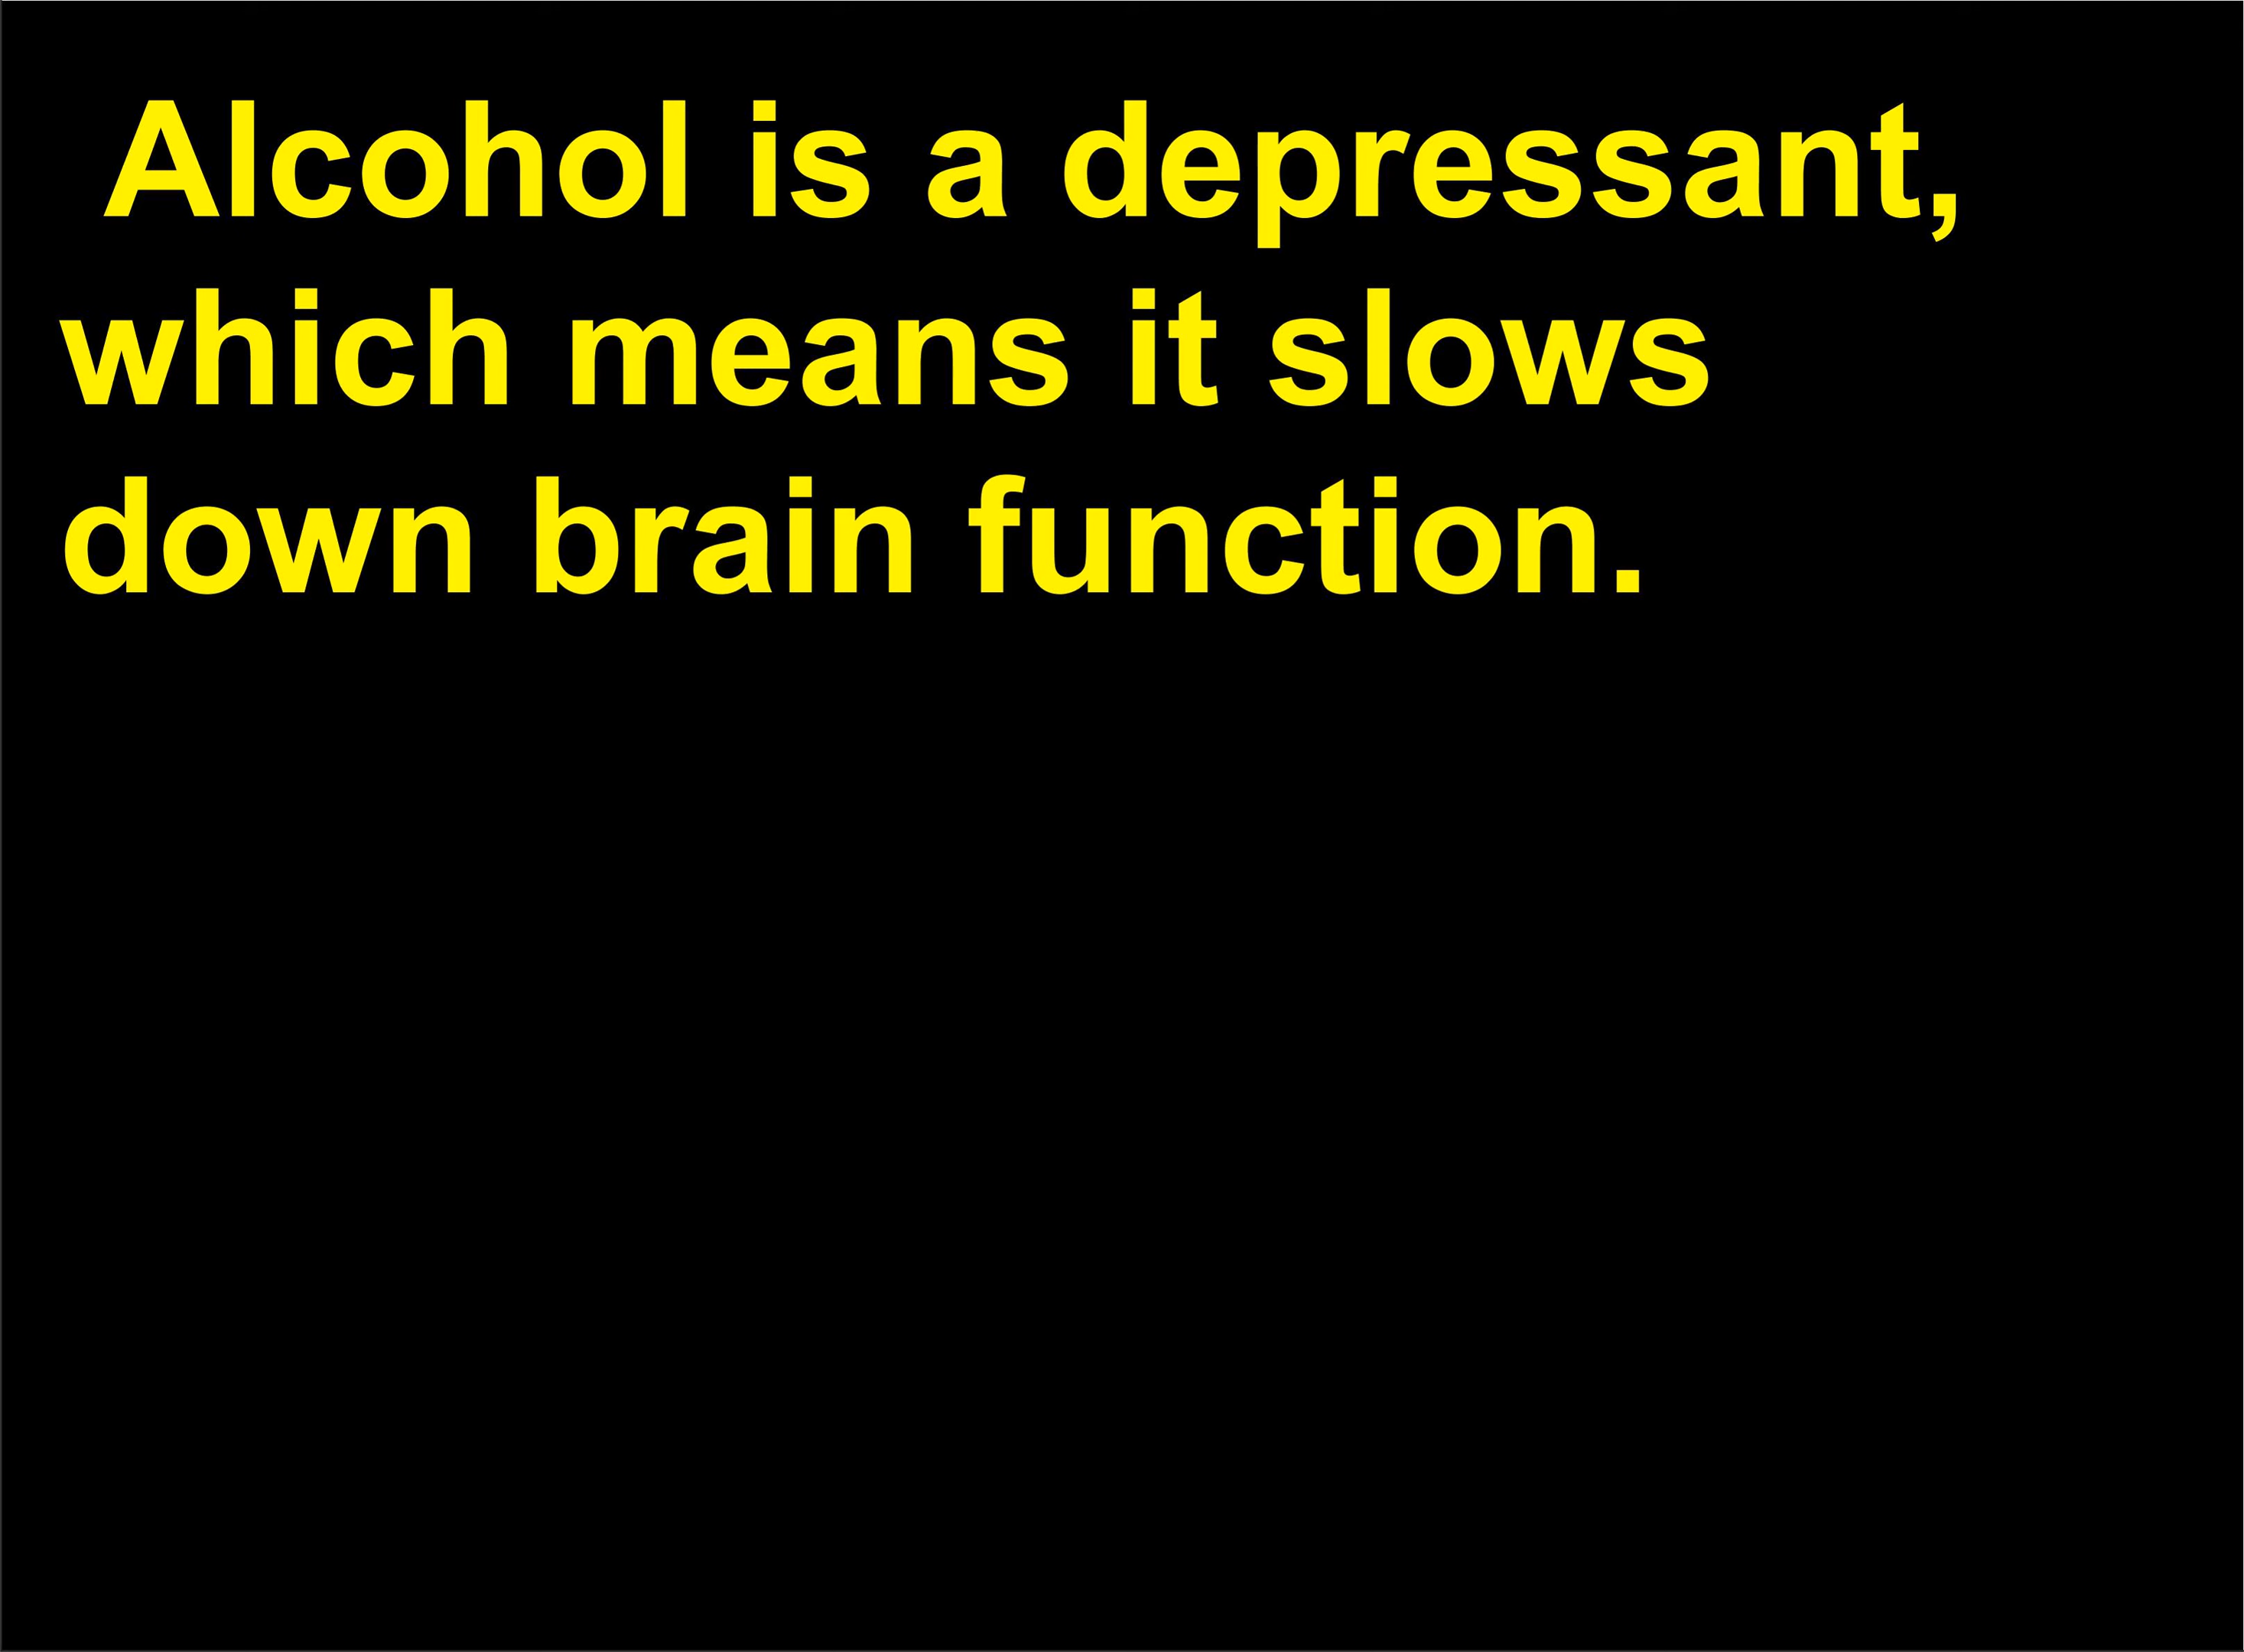 Alcohol is a depressant,
which means it slows
down brain function.